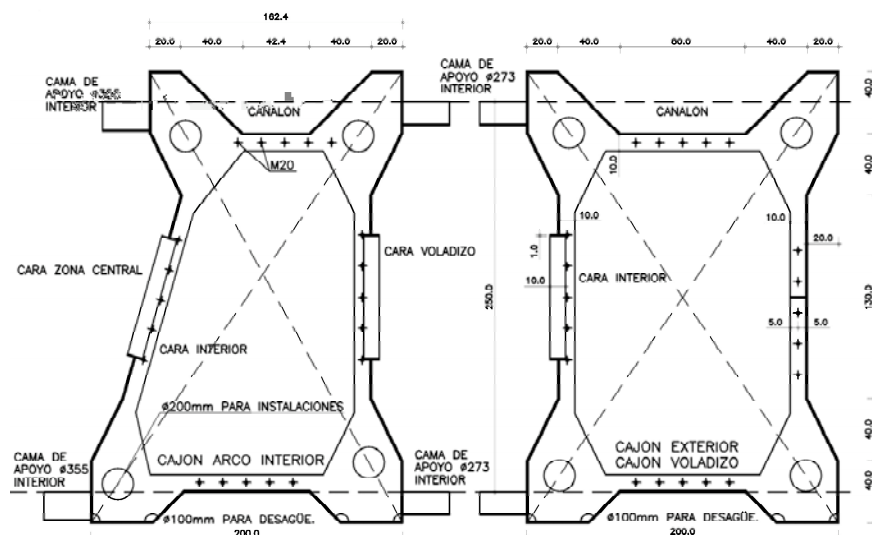 162.4
20.0 40.0 42.4 40.0 20.0
20.0 40.0 60.0 40.0 20.0
CAMA DE
APOYO ø355
INTERIOR
CANALON
M20
CAMA DE
APOYO ø273
INTERIOR
CANALON
40.0
10.0
40.0
CARA ZONA CENTRAL
CARA VOLADIZO
CARA INTERIOR
250.0
10.0
1.0
10.0
CARA INTERIOR
10.0
20.0
5.0 5.0
130.0
ø200mm PARA INSTALACIONES
CAMA DE
APOYO ø355
INTERIOR
CAJON ARCO INTERIOR
CAMA DE
APOYO ø273
INTERIOR
CAJON EXTERIOR
CAJON VOLADIZO
40.0
40.0
ø100mm PARA DESAGÜE.
200.0
ø100mm PARA DESAGÜE.
200.0